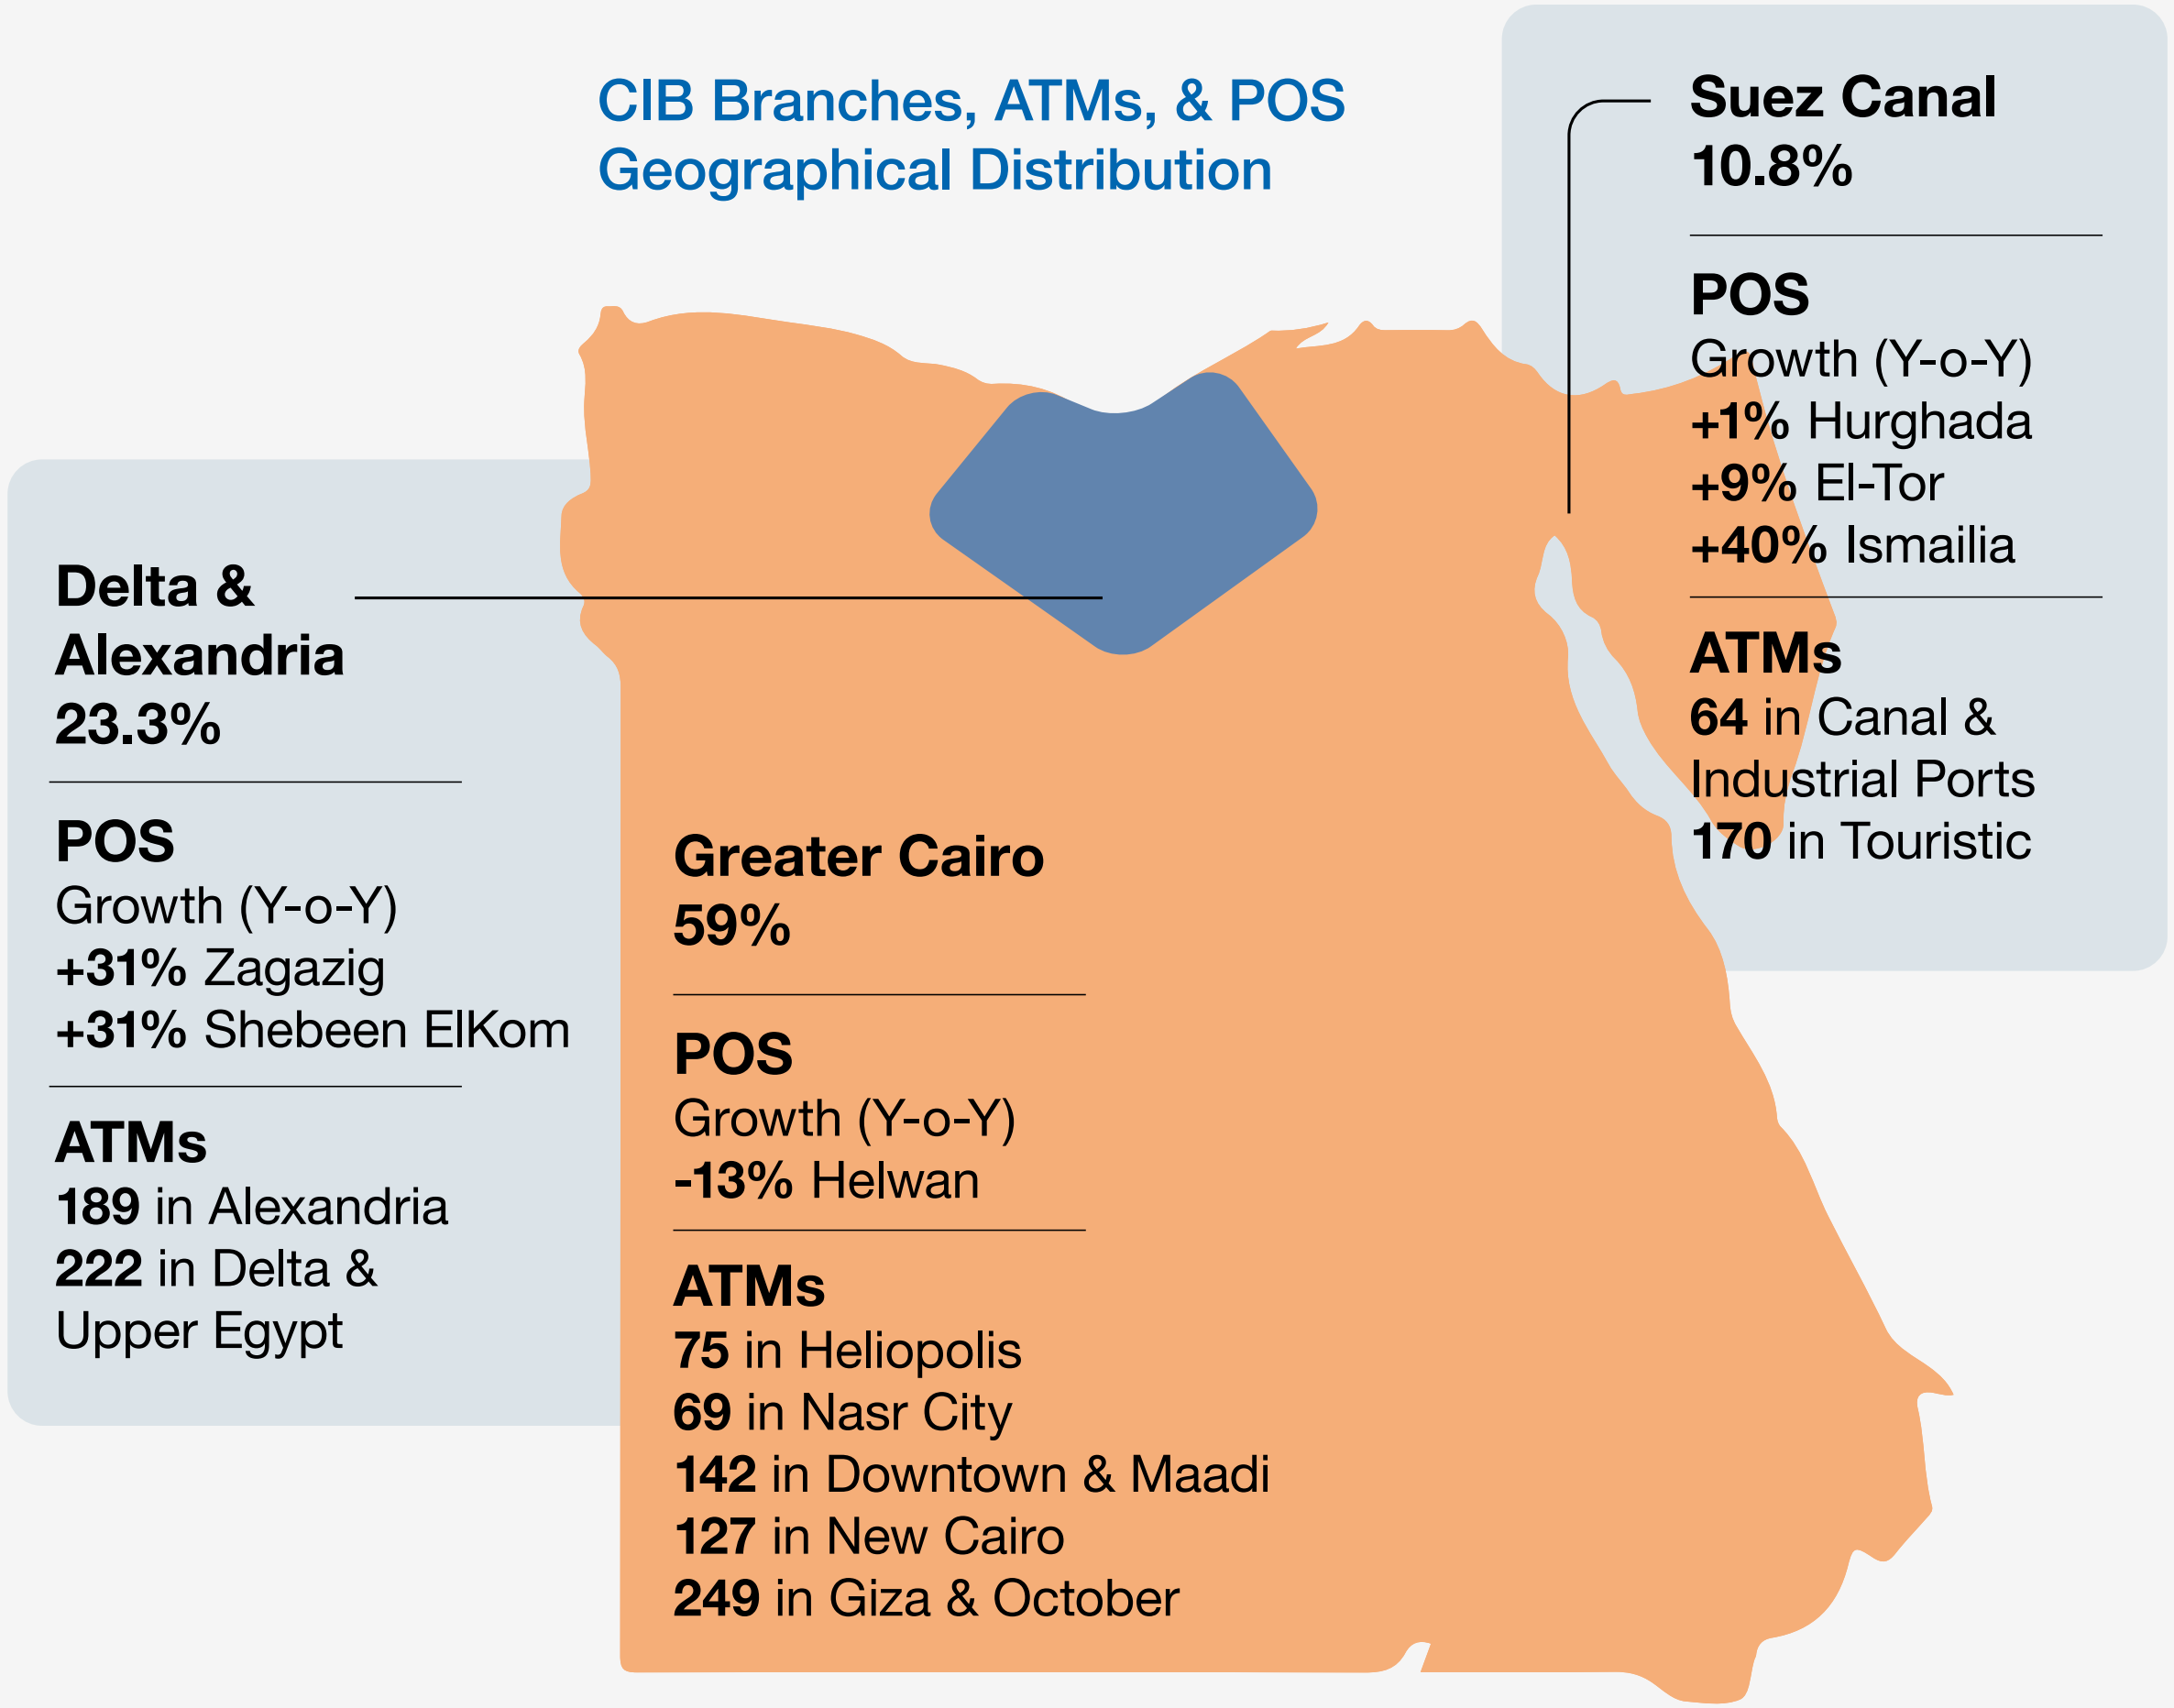 CIB Branches, ATMs, & POS
Geographical Distribution
Suez Canal
10.8%
POS
Growth (Y-o-Y)
+1% Hurghada
+9% El-Tor
+40% Ismailia
ATMs
64 in Canal &
Industrial Ports
170 in Touristic
Delta &
Alexandria
23.3%
POS
Growth (Y-o-Y)
+31% Zagazig
+31% Shebeen ElKom
ATMs
189 in Alexandria
222 in Delta &
Upper Egypt
Greater Cairo
59%
POS
Growth (Y-o-Y)
-13% Helwan
ATMs
75 in Heliopolis
69 in Nasr City
142 in Downtown & Maadi
127 in New Cairo
249 in Giza & October